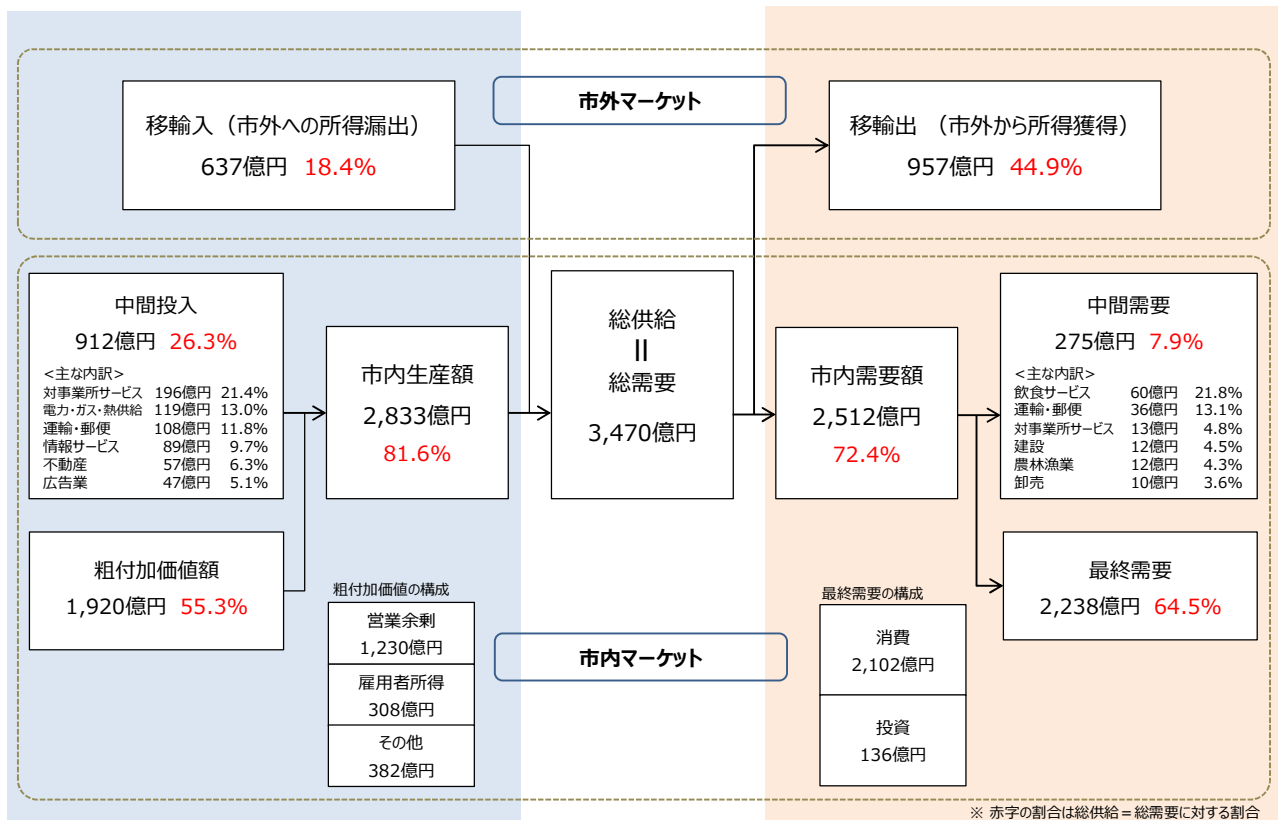 市外マーケット
移輸入（市外への所得漏出）
637億円 18.4%
移輸出 （市外から所得獲得）
957億円 44.9%
中間投入
912億円 26.3%
<主な内訳>
対事業所サービス 196億円 21.4%
電力・ガス・熱供給 119億円 13.0%
運輸・郵便 108億円 11.8%
情報サービス 89億円 9.7%
不動産 57億円 6.3%
広告業 47億円 5.1%
粗付加価値額
1,920億円 55.3%
市内生産額
2,833億円
81.6%
粗付加価値の構成
営業余剰
1,230億円
雇用者所得
308億円
その他
382億円
総供給
||
総需要
3,470億円
市内マーケット
市内需要額
2,512億円
72.4%
最終需要の構成
消費
2,102億円
投資
136億円
中間需要
275億円 7.9%
<主な内訳>
飲食サービス 60億円 21.8%
運輸・郵便 36億円 13.1%
対事業所サービス 13億円 4.8%
建設 12億円 4.5%
農林漁業 12億円 4.3%
卸売 10億円 3.6%
最終需要
2,238億円 64.5%
※ 赤字の割合は総供給＝総需要に対する割合